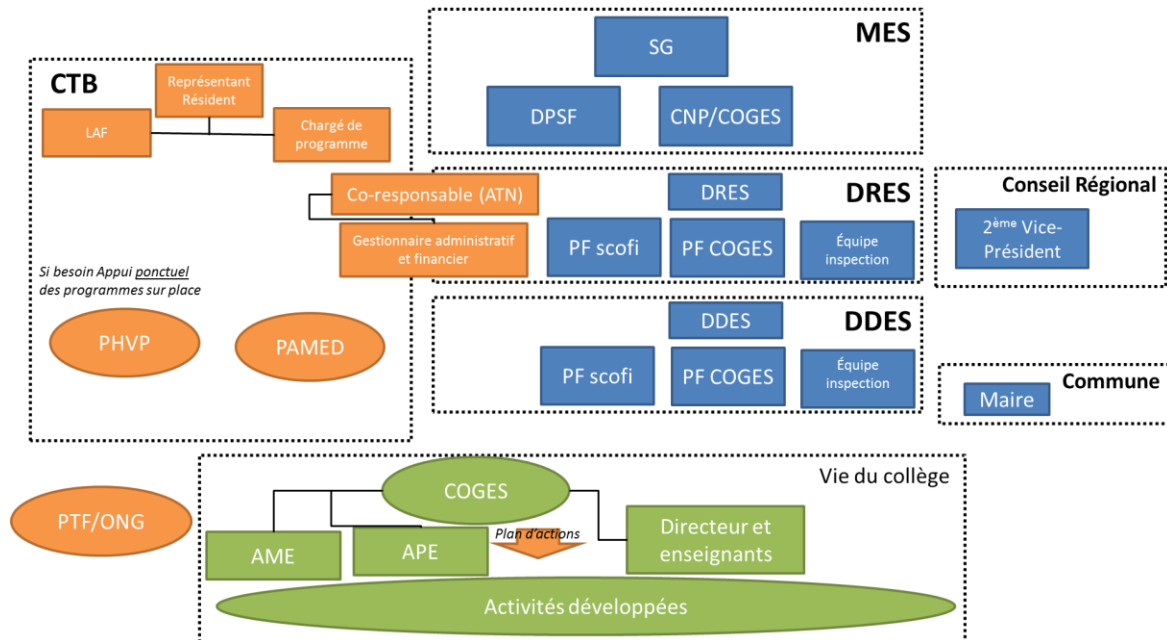 CTB
Représentant
Résident
LAF
Chargé de
programme
Co-responsable (ATN)
Gestionnaire administratif
et financier
Si besoin Appui ponctuel
des programmes sur place
PHVP
PAMED
MES
SG
DPSF
CNP/COGES
DRES
DRES
PF scofi
PF COGES
Équipe
inspection
Conseil Régional
2ème Vice-
Président
DDES
DDES
PF scofi
PF COGES
Équipe
inspection
Commune
Maire
PTF/ONG
Vie du collège
COGES
AME
APE
Plan d'actions
Directeur et
enseignants
Activités développées